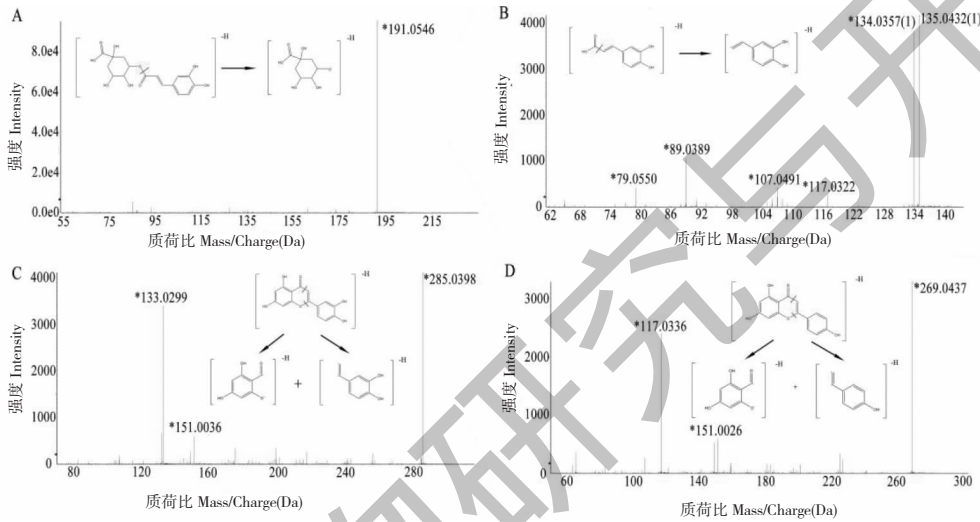 A
*191.0546
-H
-H
8.0e4
6.0e4
4.0e4
2.0e4
0.0e0
强度 Intensity
55 75 95 115 135 155 175 195 215
质荷比 Mass/Charge(Da)
B
*134.0357(1) 135.0432(1)
-H
-H
4000
3000
2000
1000
0
*89.0389
*79.0550
*107.0491
*117.0322
强度 Intensity
62 68 74 80 86 92 98 104 110 116 122 128 134 140
质荷比 Mass/Charge(Da)
C
*285.0398
*133.0299
-H
-H
-H
+
4000
3000
2000
1000
0
*151.0036
强度 Intensity
80 120 160 200 240 280
质荷比 Mass/Charge(Da)
D
*269.0437
*117.0336
-H
-H
-H
+
3000
2000
1000
0
*151.0026
强度 Intensity
60 100 140 180 220 260 300
质荷比 Mass/Charge(Da)
研究与开